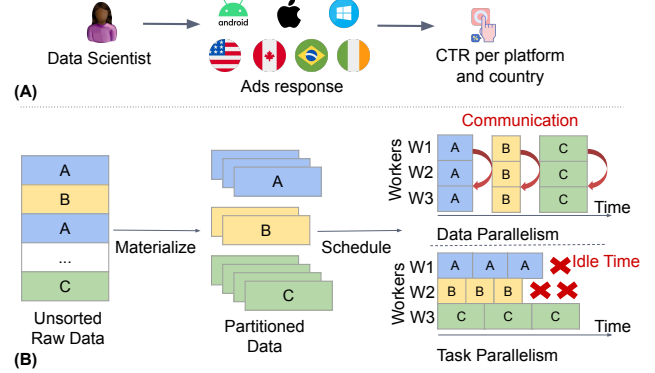 android
Data Scientist
Ads response
CTR per platform
and country
(A)
Communication
A
B
A
...
C
Unsorted
Raw Data
Materialize
A
B
C
Partitioned
Data
Schedule
Workers
W1
W2
W3
A B C
A B C
A B C
Time
Data Parallelism
Workers
W1
W2
W3
A A A
Idle Time
B B B
C C C
Time
Task Parallelism
(B)